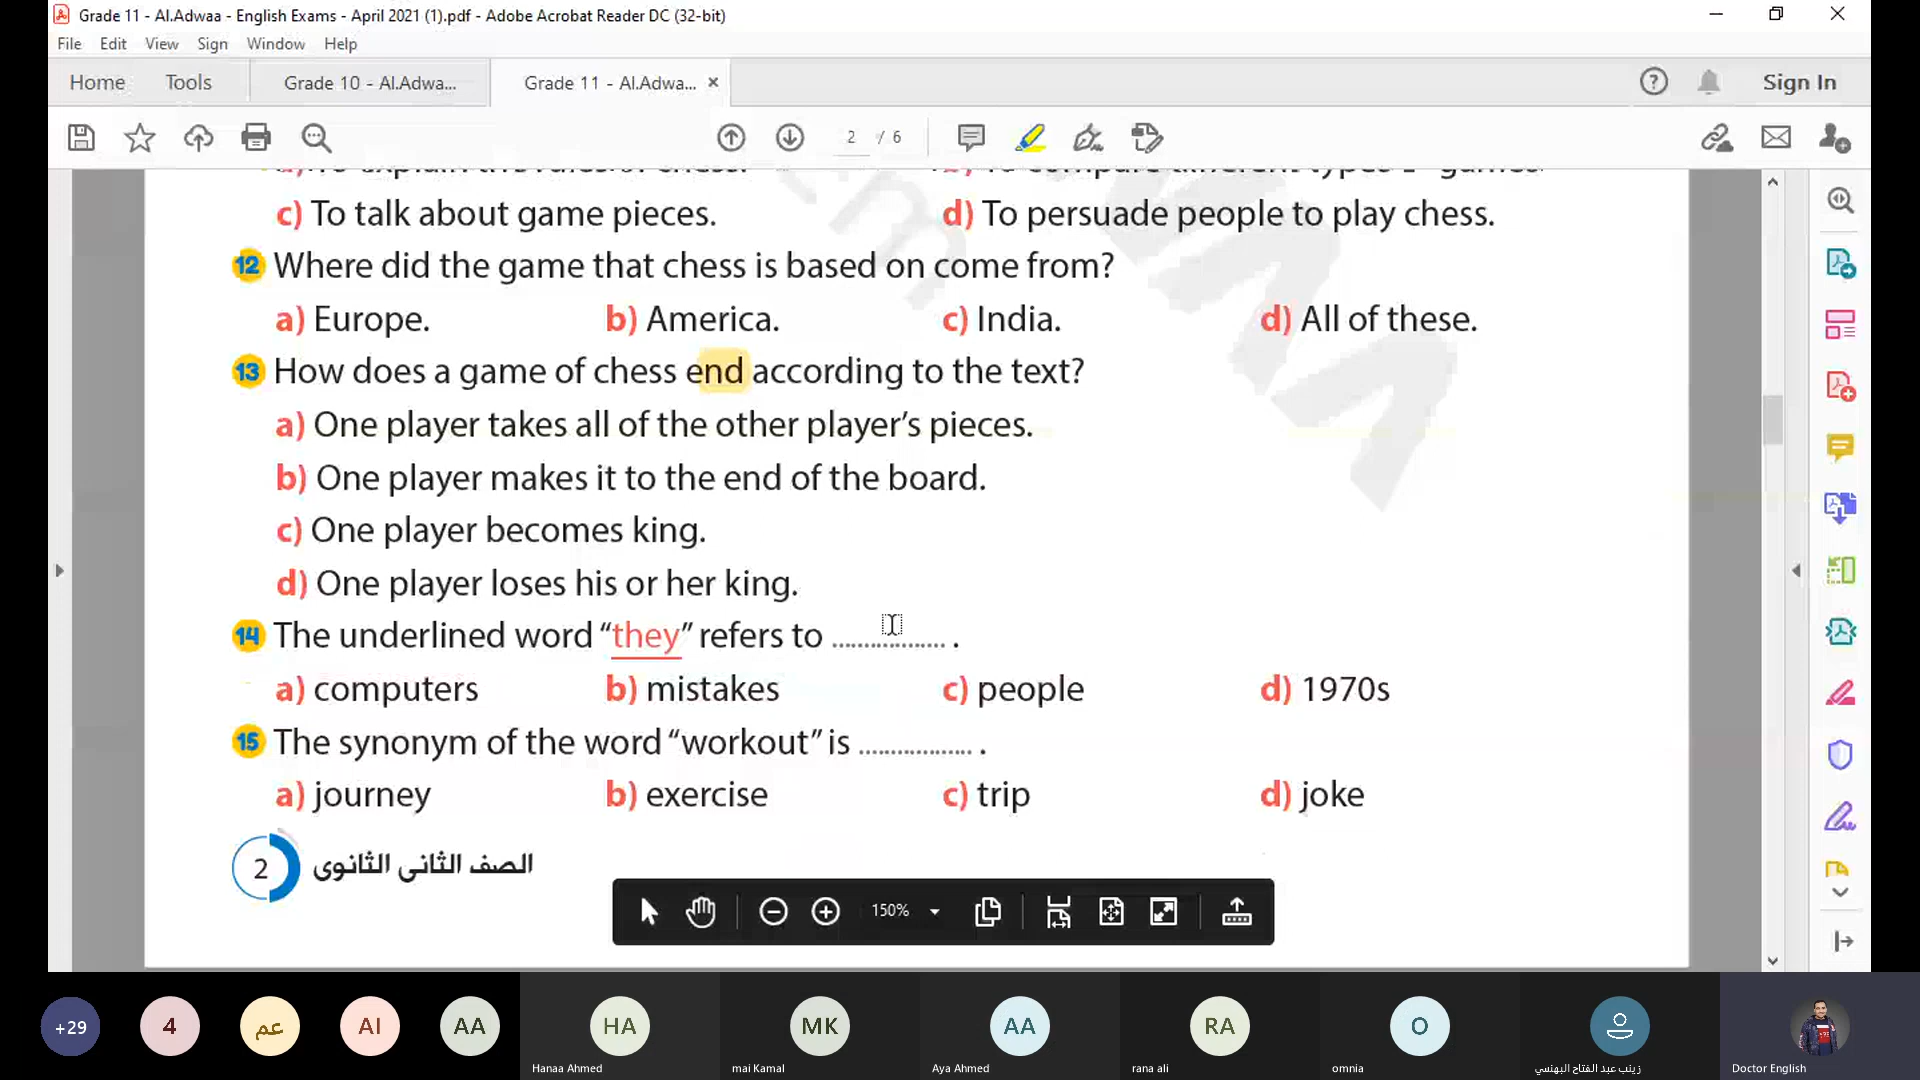 Grade 11 - Al.Adwaa - English Exams - April 2021 (1).pdf - Adobe Acrobat Reader DC (32-bit)
File Edit View Sign Window Help
Home Tools Grade 10 - Al.Adwa... Grade 11 - Al.Adwa... ×
Sign In
2 / 6
c) To talk about game pieces. d) To persuade people to play chess.
12 Where did the game that chess is based on come from?
a) Europe. b) America. c) India. d) All of these.
13 How does a game of chess end according to the text?
a) One player takes all of the other player’s pieces.
b) One player makes it to the end of the board.
c) One player becomes king.
d) One player loses his or her king.
14 The underlined word “they” refers to ................. .
a) computers b) mistakes c) people d) 1970s
15 The synonym of the word “workout” is ................. .
a) journey b) exercise c) trip d) joke
2 الصف الثانى الثانوى
150%
+29 4 عم AI AA HA MK AA RA O
Hanaa Ahmed mai Kamal Aya Ahmed rana ali omnia زينب عبد الفتاح البهنسي Doctor English